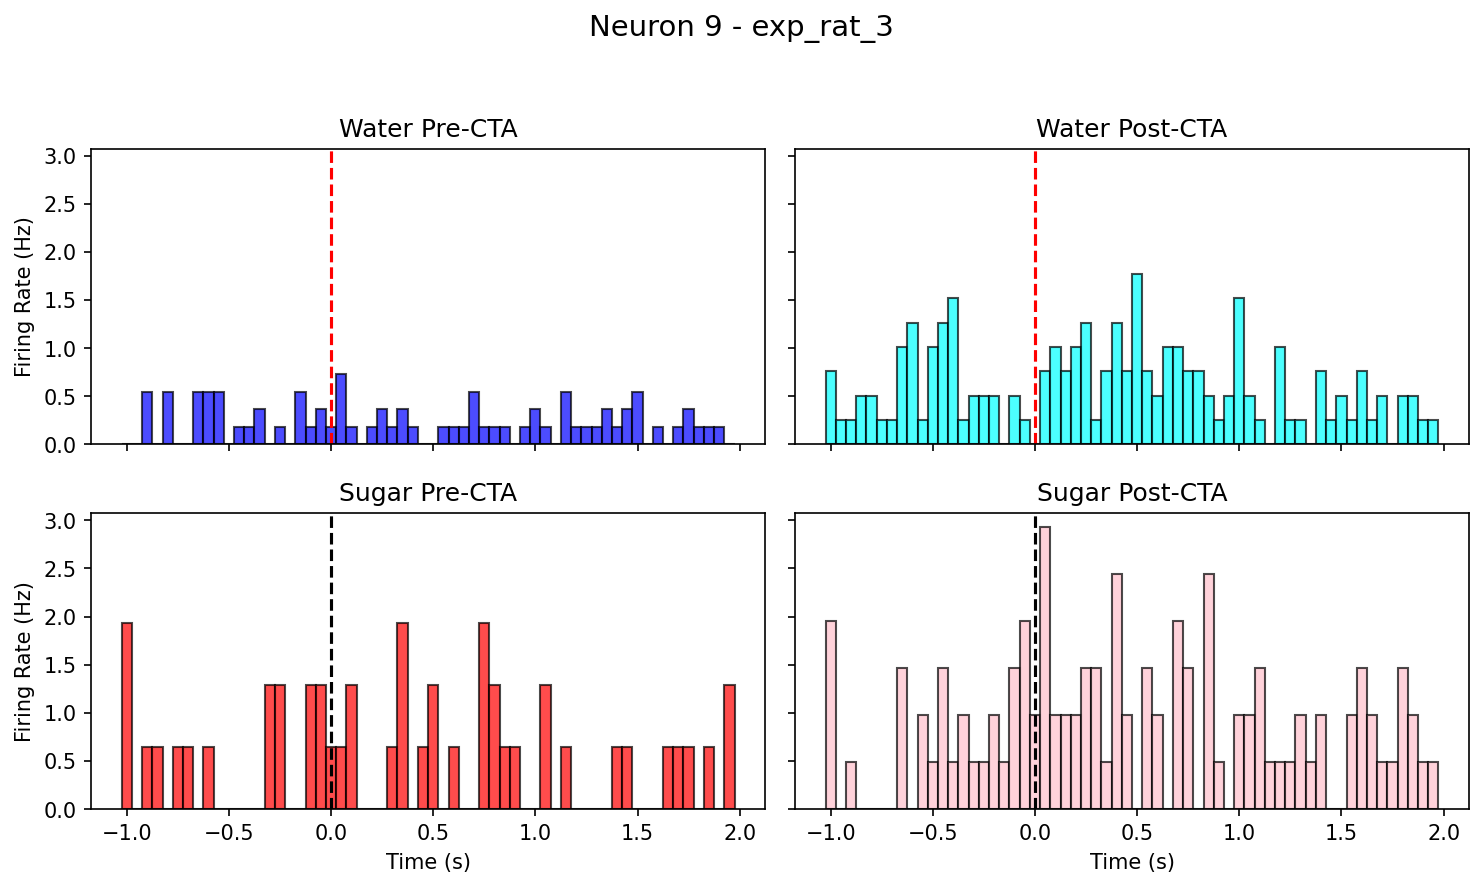 Neuron 9 - exp_rat_3
Water Pre-CTA
Water Post-CTA
3.0
2.5
2.0
1.5
1.0
0.5
0.0
Firing Rate (Hz)
Sugar Pre-CTA
Sugar Post-CTA
3.0
2.5
2.0
1.5
1.0
0.5
0.0
Firing Rate (Hz)
−1.0 −0.5 0.0 0.5 1.0 1.5 2.0
−1.0 −0.5 0.0 0.5 1.0 1.5 2.0
Time (s)
Time (s)